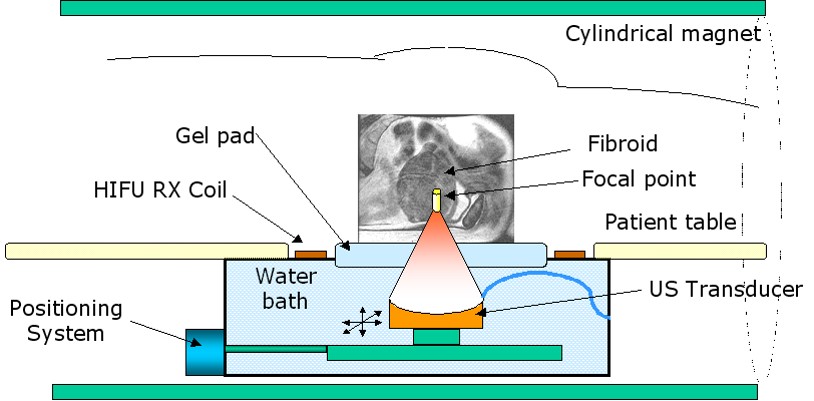 Cylindrical magnet
Gel pad
Fibroid
HIFU RX Coil
Focal point
Patient table
Water
bath
US Transducer
Positioning
System